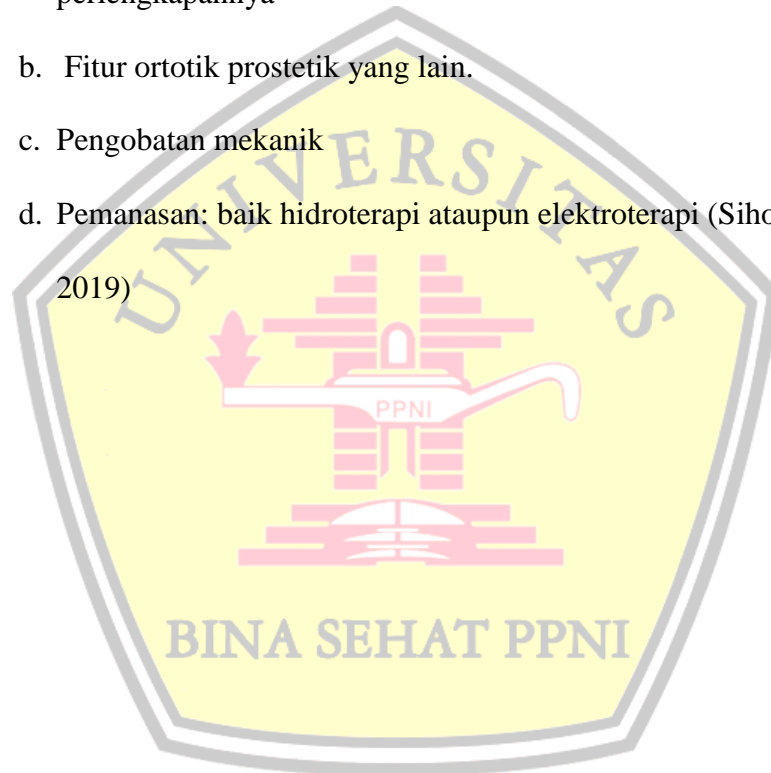 perlengkapannya
b. Fitur ortotik prostetik yang lain.
c. Pengobatan mekanik
d. Pemanasan: baik hidroterapi ataupun elektroterapi (Siho
2019)
UNIVERSITAS
PPNI
BINA SEHAT PPNI